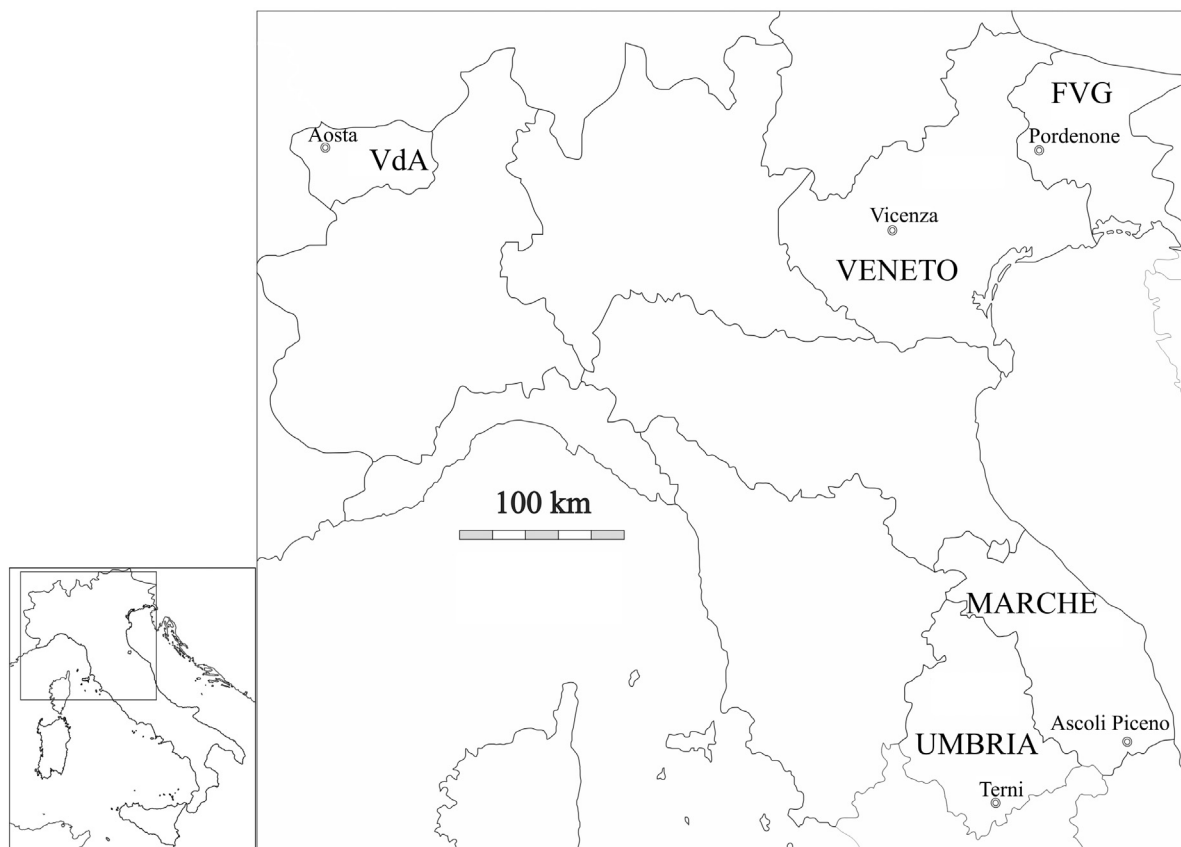 FVG
Aosta
Pordenone
VdA
Vicenza
VENETO
100 km
MARCHE
Ascoli Piceno
UMBRIA
Terni